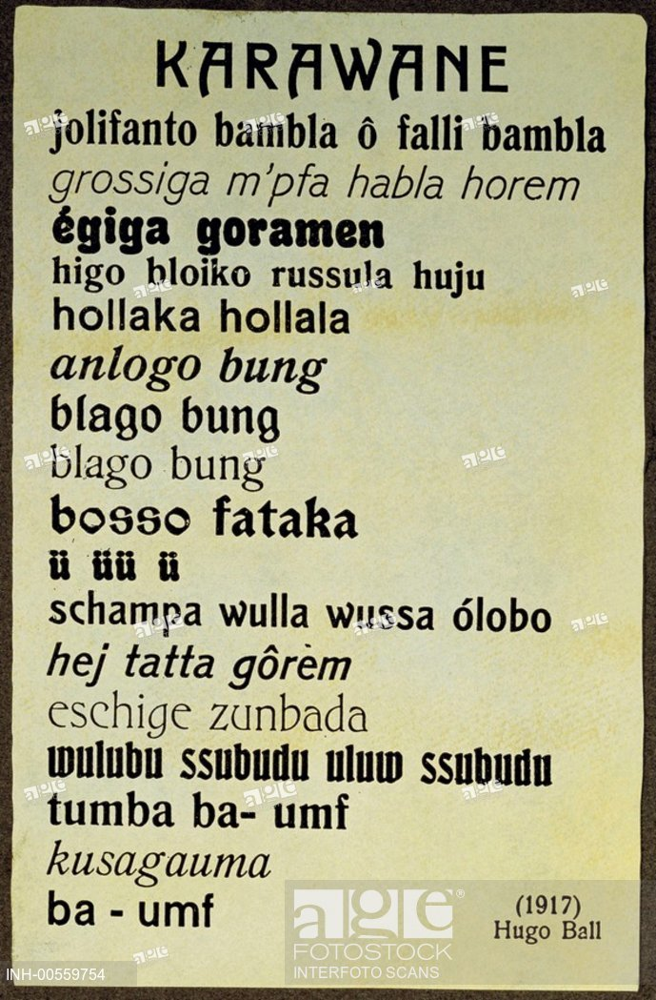 KARAWANE
jolifanto bambla ô falli bambla
grossiga m'pfa habla horem
égiga goramen
higo bloiko russula huju
hollaka hollala
anlogo bung
blago bung
blago bung
bosso fataka
ü üü ü
schampa wulla wussa ólobo
hej tatta gôrem
eschige zunbada
wulubu ssubudu uluw ssubudu
tumba ba- umf
kusagauma
ba - umf
(1917)
Hugo Ball
age®
FOTOSTOCK
INTERFOTO SCANS
INH-00559754